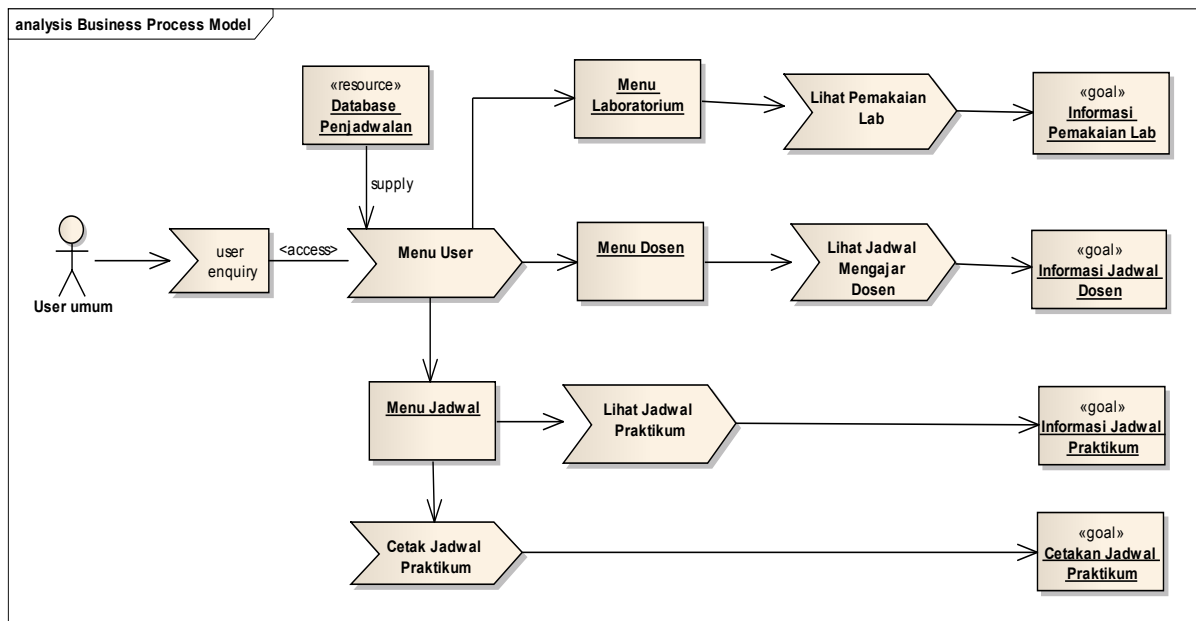 analysis Business Process Model
«resource»
Database
Penjadwalan
Menu
Laboratorium
Lihat Pemakaian
Lab
«goal»
Informasi
Pemakaian Lab
supply
User umum
user
enquiry
<access>
Menu User
Menu Dosen
Lihat Jadwal
Mengajar
Dosen
«goal»
Informasi Jadwal
Dosen
Menu Jadwal
Lihat Jadwal
Praktikum
«goal»
Informasi Jadwal
Praktikum
Cetak Jadwal
Praktikum
«goal»
Cetakan Jadwal
Praktikum